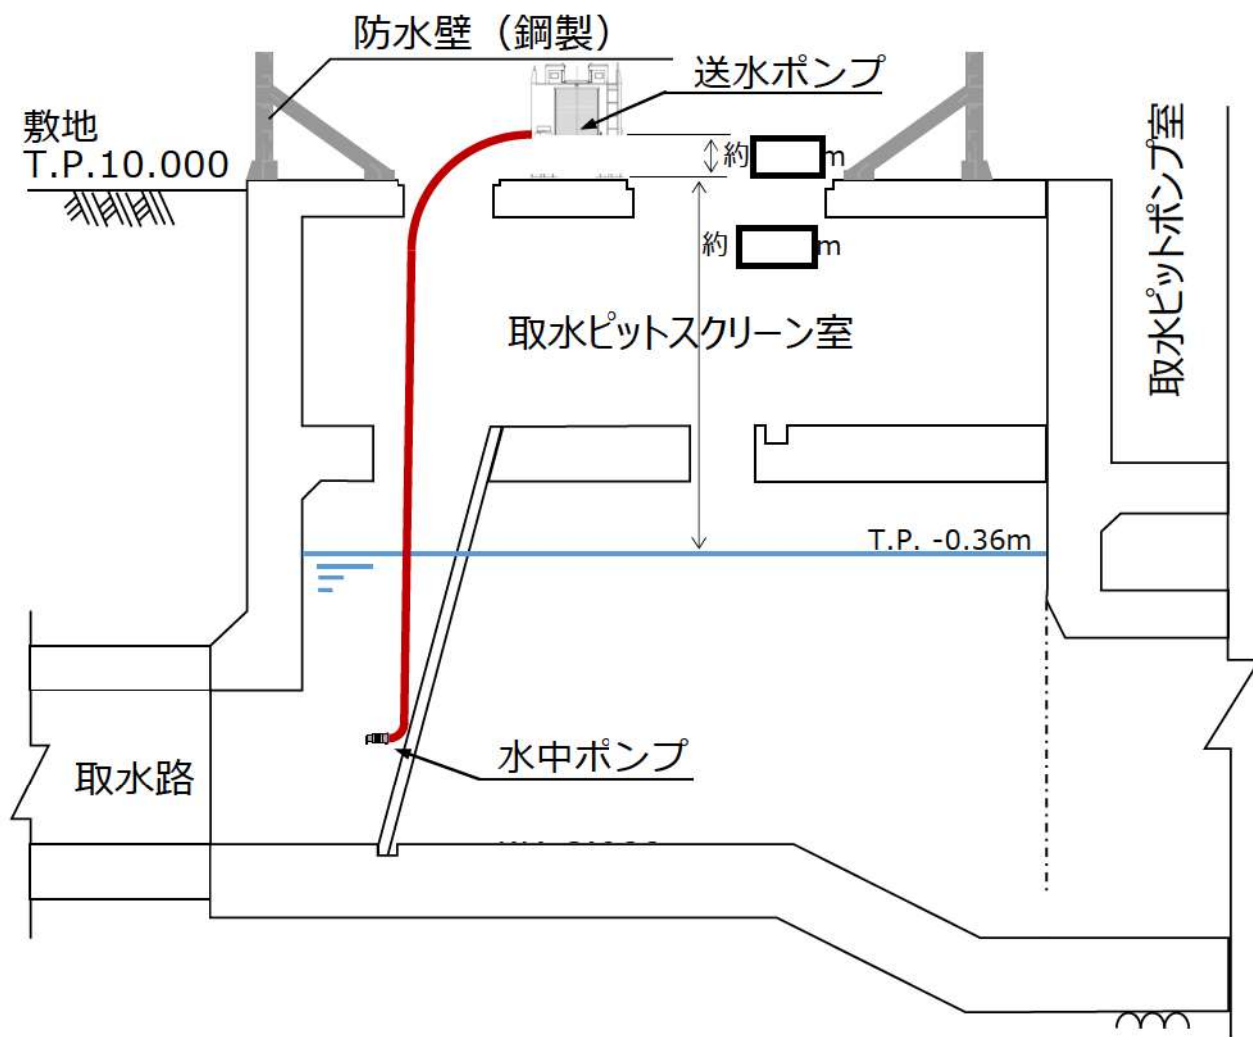 防水壁（鋼製）
送水ポンプ
敷地
T.P.10.000
約 m
約 m
取水ピットポンプ室
取水ピットスクリーン室
T.P. -0.36m
水中ポンプ
取水路